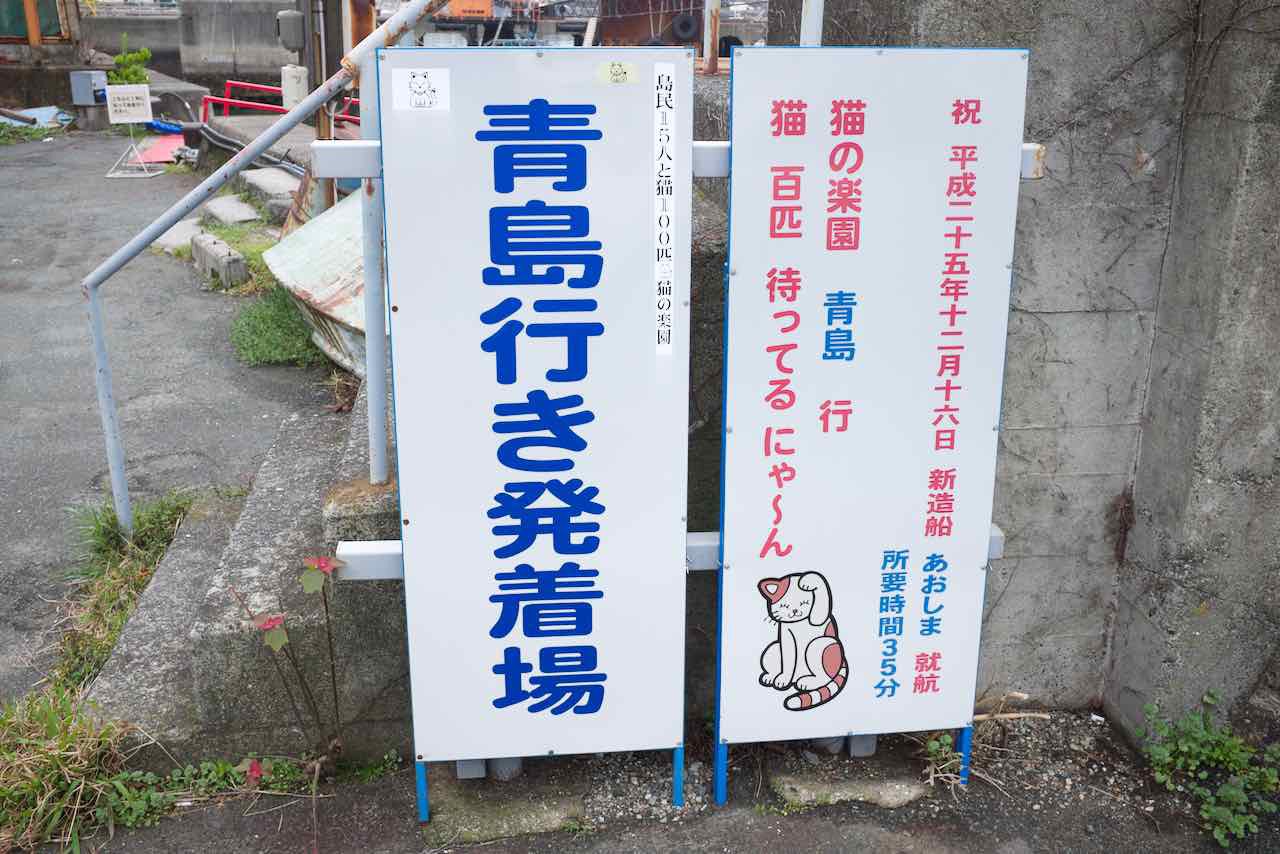 島民15人と猫100匹 猫の楽園
青島行き発着場
祝 平成二十五年十二月十六日 新造船 あおしま 就航
所要時間35分
猫の楽園 青島 行
猫 百匹 待ってる にゃ〜ん